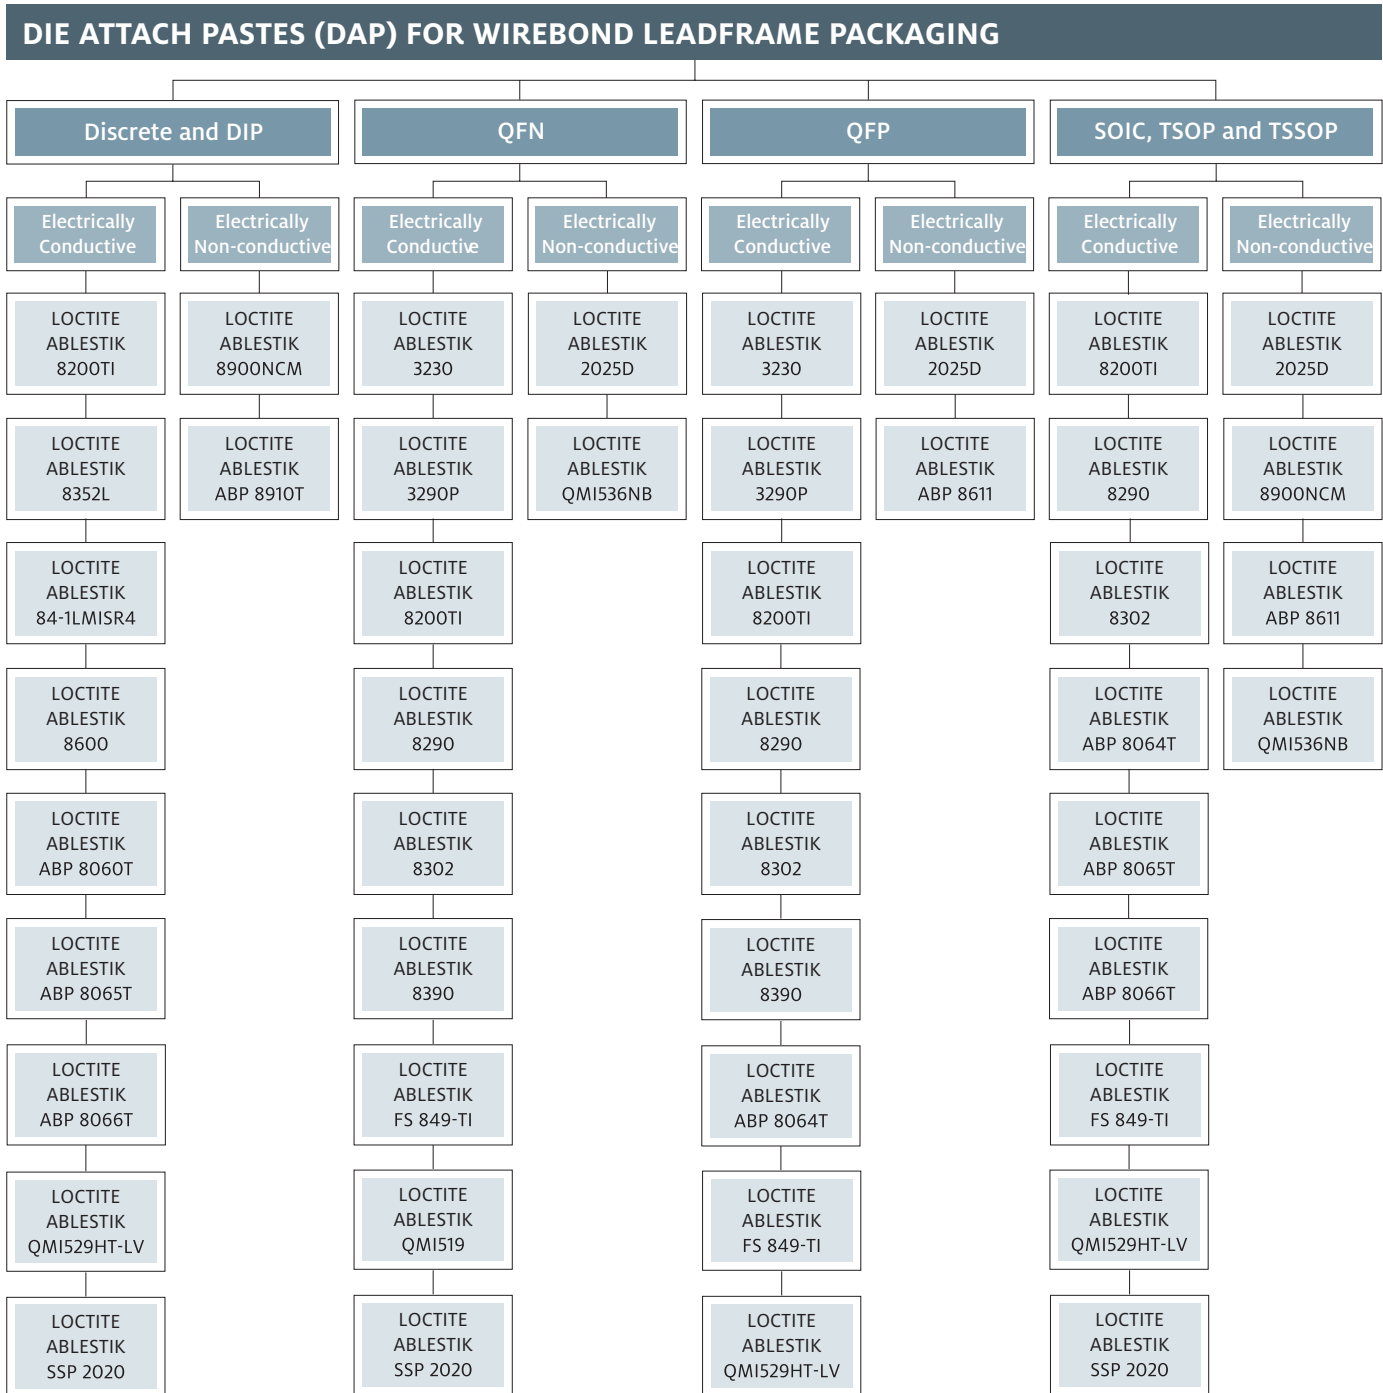 DIE ATTACH PASTES (DAP) FOR WIREBOND LEADFRAME PACKAGING
Discrete and DIP
Electrically
Conductive
LOCTITE
ABLESTIK
8200TI
LOCTITE
ABLESTIK
8352L
LOCTITE
ABLESTIK
84-1LMISR4
LOCTITE
ABLESTIK
8600
LOCTITE
ABLESTIK
ABP 8060T
LOCTITE
ABLESTIK
ABP 8065T
LOCTITE
ABLESTIK
ABP 8066T
LOCTITE
ABLESTIK
QMI529HT-LV
LOCTITE
ABLESTIK
SSP 2020
Electrically
Non-conductive
LOCTITE
ABLESTIK
8900NCM
LOCTITE
ABLESTIK
ABP 8910T
QFN
Electrically
Conductive
LOCTITE
ABLESTIK
3230
LOCTITE
ABLESTIK
3290P
LOCTITE
ABLESTIK
8200TI
LOCTITE
ABLESTIK
8290
LOCTITE
ABLESTIK
8302
LOCTITE
ABLESTIK
8390
LOCTITE
ABLESTIK
FS 849-TI
LOCTITE
ABLESTIK
QMI519
LOCTITE
ABLESTIK
SSP 2020
Electrically
Non-conductive
LOCTITE
ABLESTIK
2025D
LOCTITE
ABLESTIK
QMI536NB
QFP
Electrically
Conductive
LOCTITE
ABLESTIK
3230
LOCTITE
ABLESTIK
3290P
LOCTITE
ABLESTIK
8200TI
LOCTITE
ABLESTIK
8290
LOCTITE
ABLESTIK
8302
LOCTITE
ABLESTIK
8390
LOCTITE
ABLESTIK
ABP 8064T
LOCTITE
ABLESTIK
FS 849-TI
LOCTITE
ABLESTIK
QMI529HT-LV
Electrically
Non-conductive
LOCTITE
ABLESTIK
2025D
LOCTITE
ABLESTIK
ABP 8611
SOIC, TSOP and TSSOP
Electrically
Conductive
LOCTITE
ABLESTIK
8200TI
LOCTITE
ABLESTIK
8290
LOCTITE
ABLESTIK
8302
LOCTITE
ABLESTIK
ABP 8064T
LOCTITE
ABLESTIK
ABP 8065T
LOCTITE
ABLESTIK
ABP 8066T
LOCTITE
ABLESTIK
FS 849-TI
LOCTITE
ABLESTIK
QMI529HT-LV
LOCTITE
ABLESTIK
SSP 2020
Electrically
Non-conductive
LOCTITE
ABLESTIK
2025D
LOCTITE
ABLESTIK
8900NCM
LOCTITE
ABLESTIK
ABP 8611
LOCTITE
ABLESTIK
QMI536NB